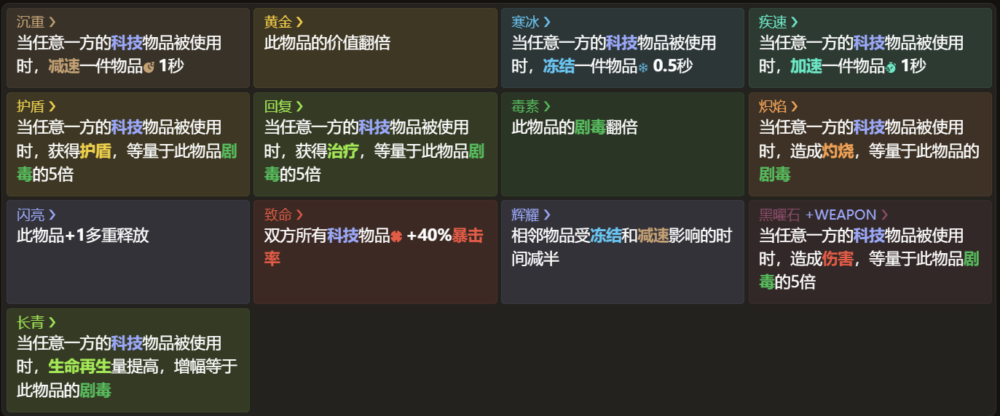 沉重 ❯
当任意一方的科技物品被使用
时，减速一件物品 1秒
黄金 ❯
此物品的价值翻倍
寒冰 ❯
当任意一方的科技物品被使用
时，冻结一件物品 0.5秒
疾速 ❯
当任意一方的科技物品被使用
时，加速一件物品 1秒
护盾 ❯
当任意一方的科技物品被使用
时，获得护盾，等量于此物品剧
毒的5倍
回复 ❯
当任意一方的科技物品被使用
时，获得治疗，等量于此物品剧
毒的5倍
毒素 ❯
此物品的剧毒翻倍
炽焰 ❯
当任意一方的科技物品被使用
时，造成灼烧，等量于此物品的
剧毒
闪亮 ❯
此物品+1多重释放
致命 ❯
双方所有科技物品 +40%暴击
率
辉耀 ❯
相邻物品受冻结和减速影响的时
间减半
黑曜石 +WEAPON ❯
当任意一方的科技物品被使用
时，造成伤害，等量于此物品剧
毒的5倍
长青 ❯
当任意一方的科技物品被使用
时，生命再生量提高，增幅等于
此物品的剧毒